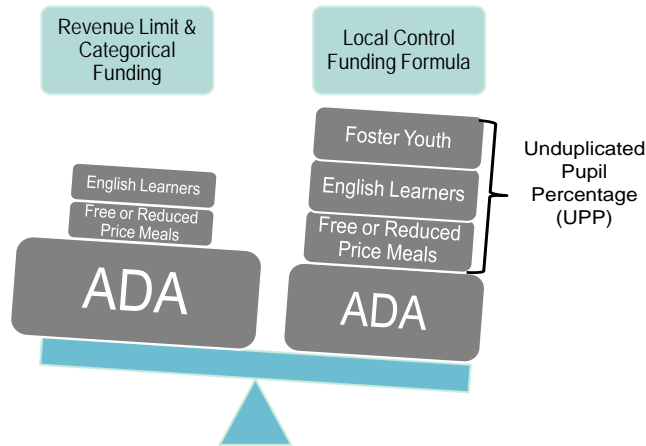 Revenue Limit &
Categorical
Funding
Local Control
Funding Formula
English Learners
Free or Reduced
Price Meals
ADA
Foster Youth
English Learners
Free or Reduced
Price Meals
ADA
Unduplicated
Pupil
Percentage
(UPP)